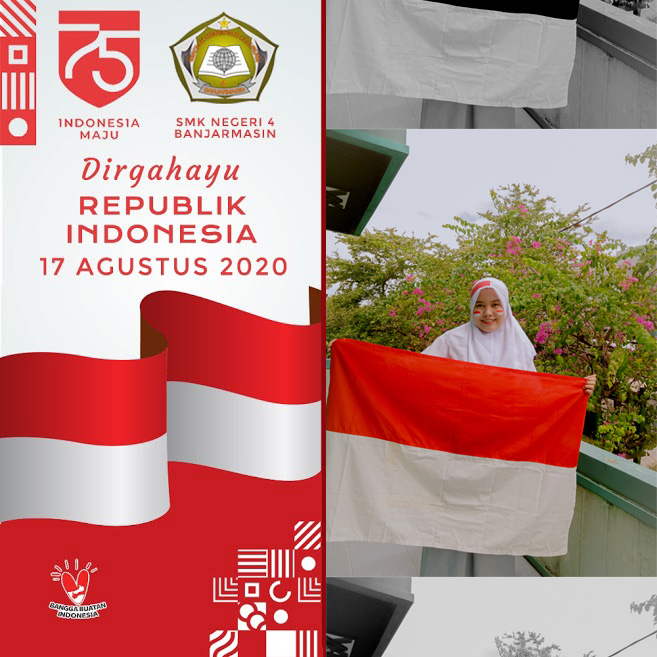 75
INDONESIA
MAJU
SMK NEGERI 4
BANJARMASIN
Dirgahayu
REPUBLIK
INDONESIA
17 AGUSTUS 2020
BANGGA BUATAN
INDONESIA